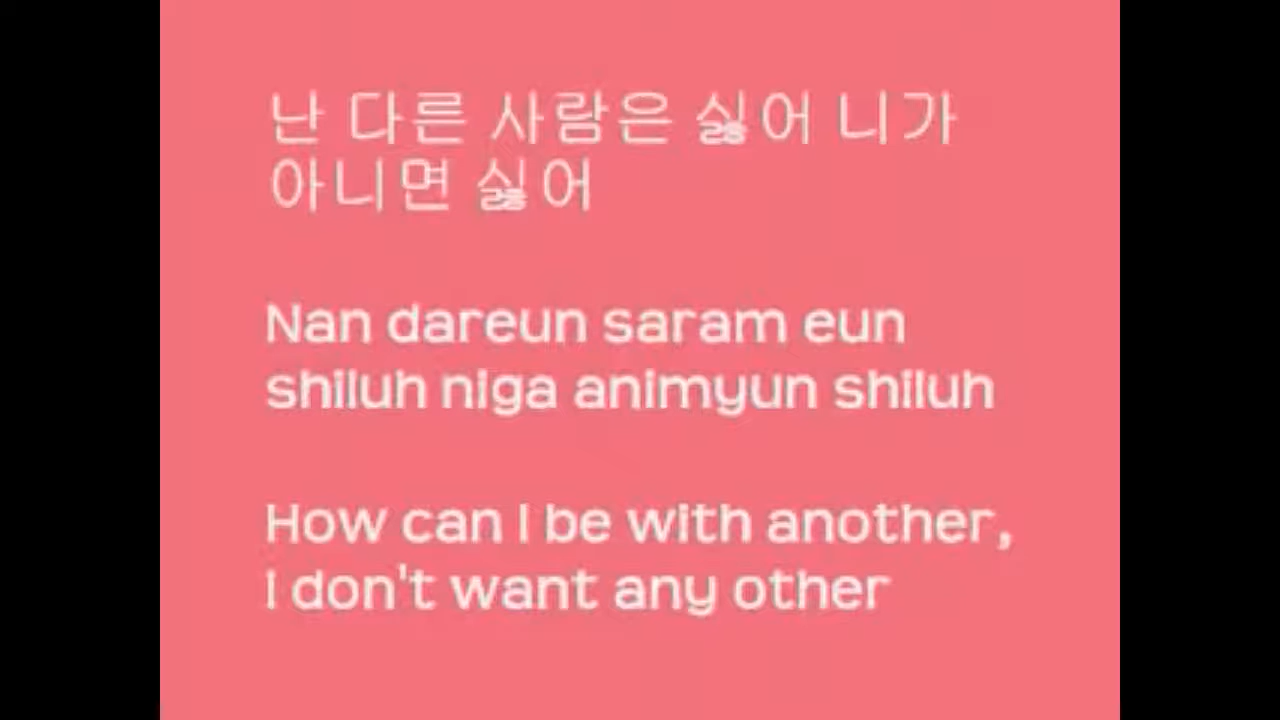 난 다른 사람은 싫어 니가
아니면 싫어
Nan dareun saram eun
shiluh niga animyun shiluh
How can I be with another,
I don't want any other